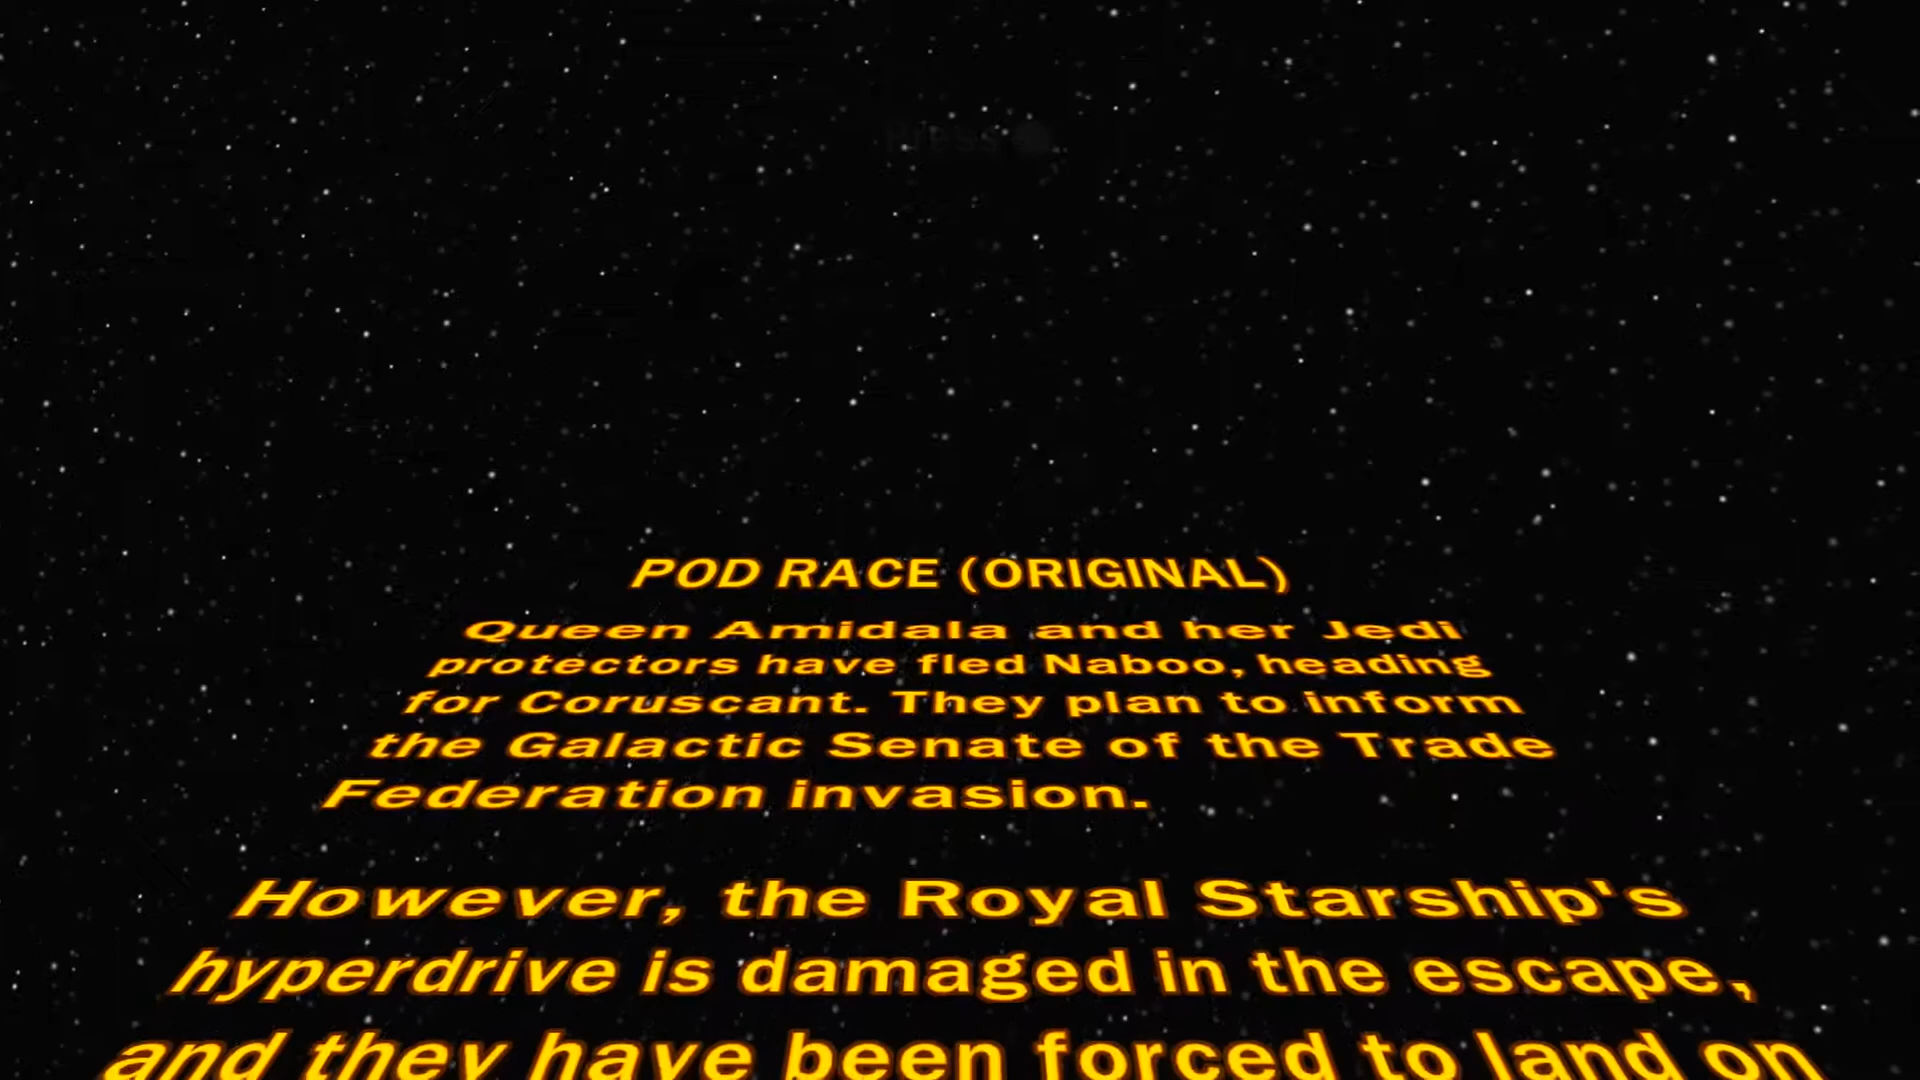 Press
POD RACE (ORIGINAL)
Queen Amidala and her Jedi
protectors have fled Naboo, heading
for Coruscant. They plan to inform
the Galactic Senate of the Trade
Federation invasion.
However, the Royal Starship's
hyperdrive is damaged in the escape,
and they have been forced to land on